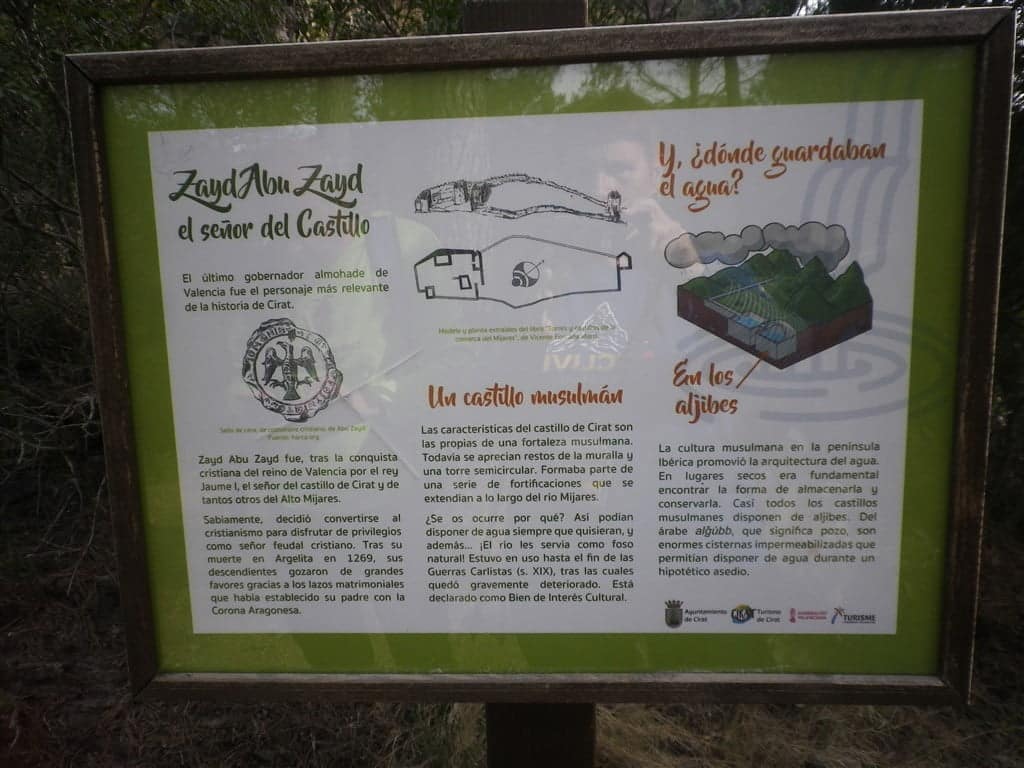 Zayd Abu Zayd
el señor del Castillo
El último gobernador almohade de
Valencia fue el personaje más relevante
de la historia de Cirat.
Zayd Abu Zayd fue, tras la conquista
cristiana del reino de Valencia por el rey
Jaume I, el señor del castillo de Cirat y de
tantos otros del Alto Mijares.
Sabiamente, decidió convertirse al
cristianismo para disfrutar de privilegios
como señor feudal cristiano. Tras su
muerte en Argelita en 1269, sus
descendientes gozaron de grandes
favores gracias a los lazos matrimoniales
que había establecido su padre con la
Corona Aragonesa.
Un castillo musulmán
Las características del castillo de Cirat son
las propias de una fortaleza musulmana.
Todavía se aprecian restos de la muralla y
una torre semicircular. Formaba parte de
una serie de fortificaciones que se
extendían a lo largo del río Mijares.
¿Se os ocurre por qué? Así podían
disponer de agua siempre que quisieran, y
además... ¡El río les servía como foso
natural! Estuvo en uso hasta el fin de las
Guerras Carlistas (s. XIX), tras las cuales
quedó gravemente deteriorado. Está
declarado como Bien de Interés Cultural.
Y, ¿dónde guardaban
el agua?
En los
aljibes
La cultura musulmana en la península
Ibérica promovió la arquitectura del agua.
En lugares secos era fundamental
encontrar la forma de almacenarla y
conservarla. Casi todos los castillos
musulmanes disponen de aljibes. Del
árabe algúbb, que significa pozo, son
enormes cisternas impermeabilizadas que
permitían disponer de agua durante un
hipotético asedio.
Ayuntamiento
de Cirat
CIRAT
Turismo
de Cirat
TURISME